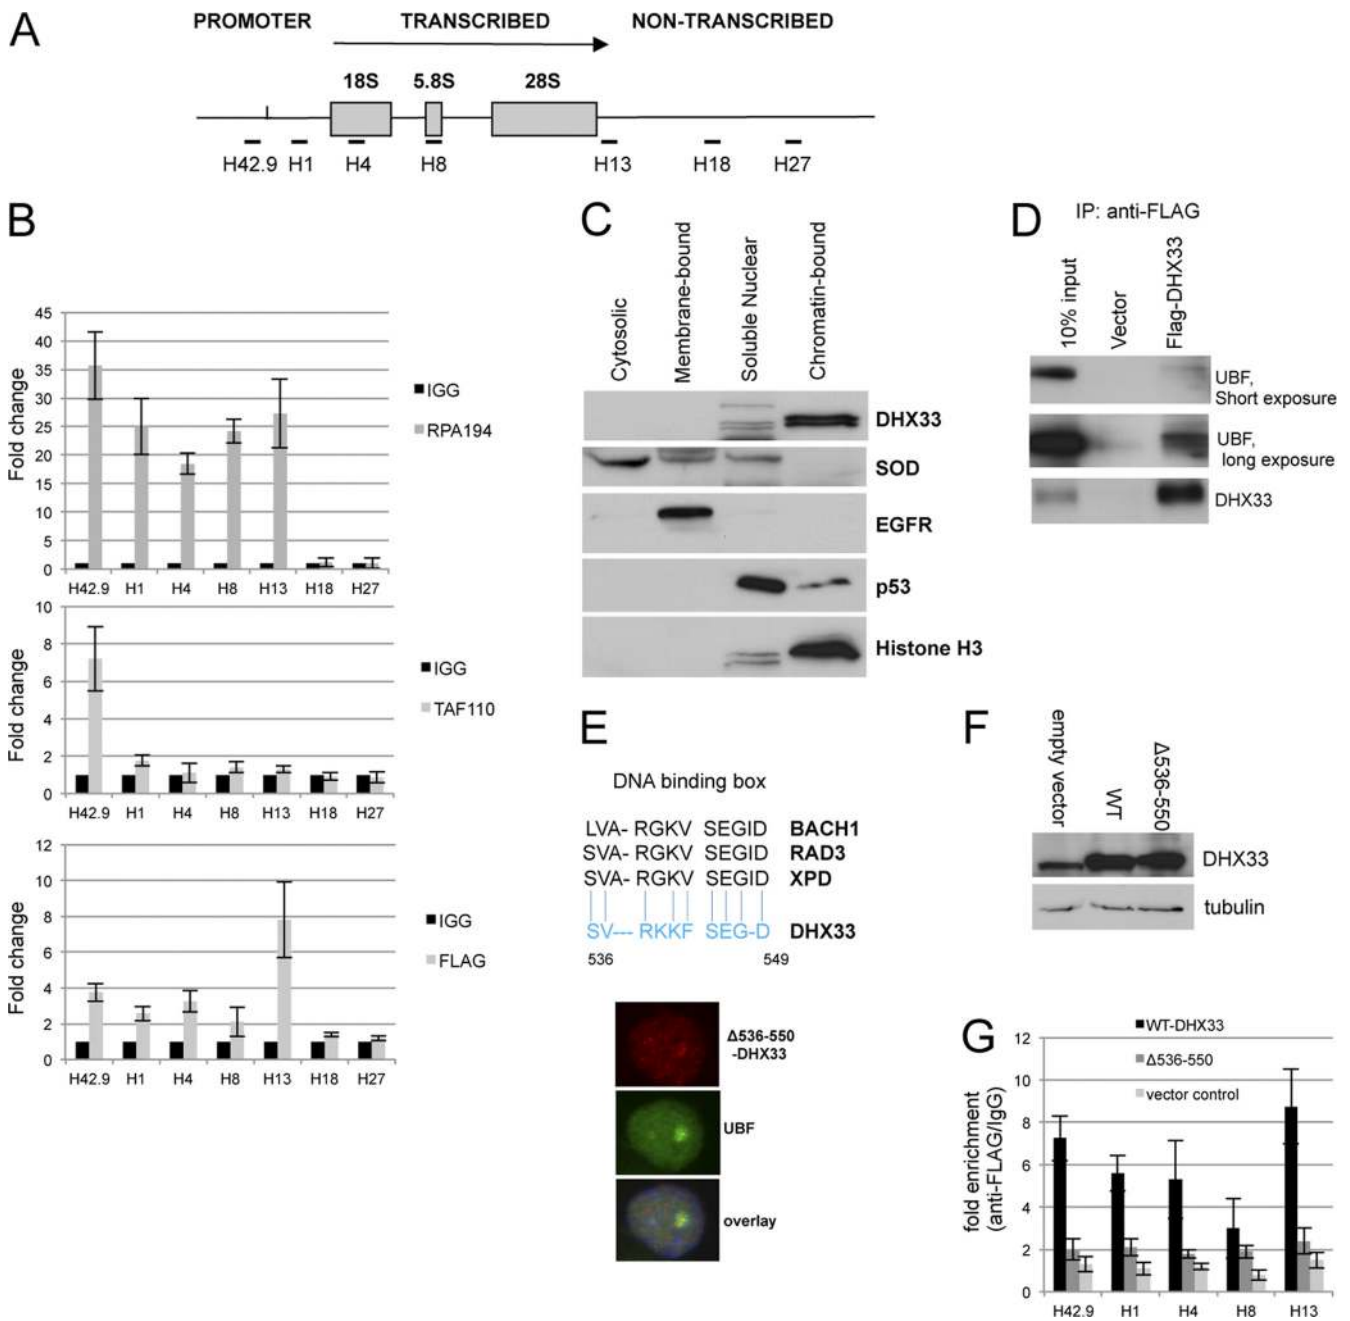 A
PROMOTER TRANSCRIBED NON-TRANSCRIBED
18S 5.8S 28S
H42.9 H1 H4 H8 H13 H18 H27
B
Fold change
45
40
35
30
25
20
15
10
5
0
H42.9 H1 H4 H8 H13 H18 H27
IGG
RPA194
Fold change
10
8
6
4
2
0
H42.9 H1 H4 H8 H13 H18 H27
IGG
TAF110
Fold change
12
10
8
6
4
2
0
H42.9 H1 H4 H8 H13 H18 H27
IGG
FLAG
C
Cytosolic
Membrane-bound
Soluble Nuclear
Chromatin-bound
DHX33
SOD
EGFR
p53
Histone H3
D
IP: anti-FLAG
10% input
Vector
Flag-DHX33
UBF,
Short exposure
UBF,
long exposure
DHX33
E
DNA binding box
LVA- RGKV SEGID BACH1
SVA- RGKV SEGID RAD3
SVA- RGKV SEGID XPD
SV--- RKKF SEG-D DHX33
536 549
Δ536-550
-DHX33
UBF
overlay
F
empty vector
WT
Δ536-550
DHX33
tubulin
G
WT-DHX33
Δ536-550
vector control
fold enrichment
(anti-FLAG/IgG)
12
10
8
6
4
2
0
H42.9 H1 H4 H8 H13